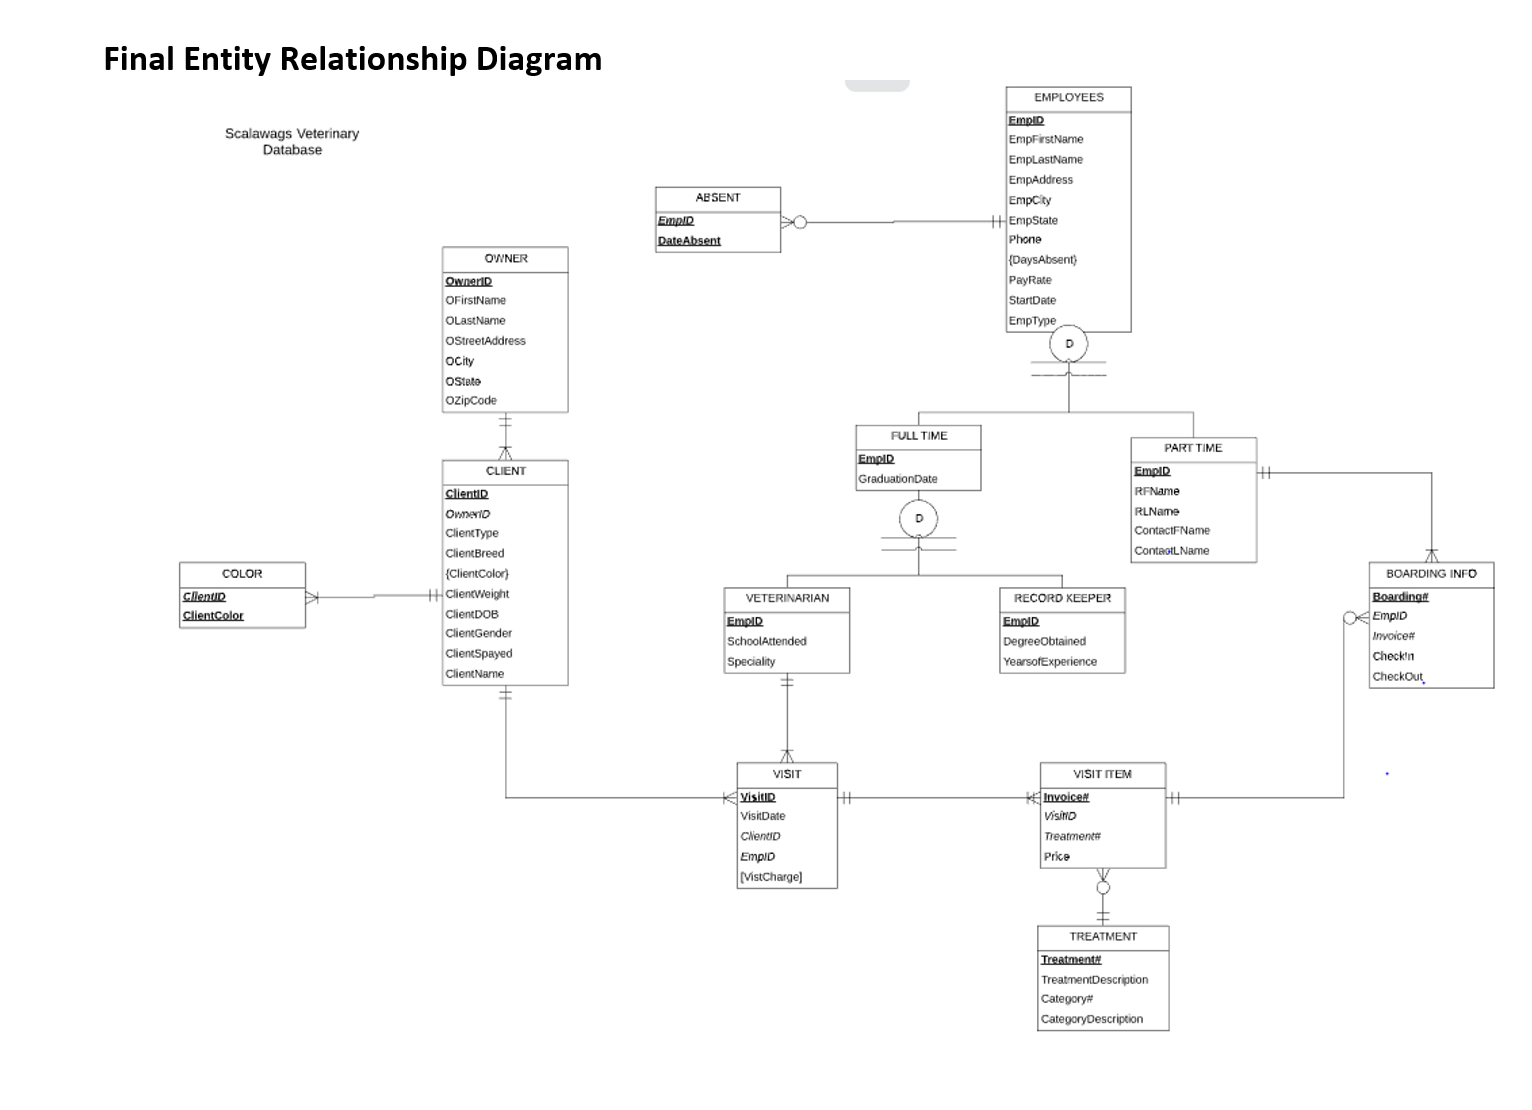 Final Entity Relationship Diagram
Scalawags Veterinary
Database
EMPLOYEES
EmpID
EmpFirstName
EmpLastName
EmpAddress
EmpCity
EmpState
Phone
{DaysAbsent}
PayRate
StartDate
EmpType
D
ABSENT
EmpID
DateAbsent
OWNER
OwnerID
OFirstName
OLastName
OStreetAddress
OCity
OState
OZipCode
FULL TIME
EmpID
GraduationDate
D
PART TIME
EmpID
RFName
RLName
ContactFName
ContactLName
CLIENT
ClientID
OwnerID
ClientType
ClientBreed
{ClientColor}
ClientWeight
ClientDOB
ClientGender
ClientSpayed
ClientName
COLOR
ClientID
ClientColor
VETERINARIAN
EmpID
SchoolAttended
Speciality
RECORD KEEPER
EmpID
DegreeObtained
YearsofExperience
BOARDING INFO
Boarding#
EmpID
Invoice#
CheckIn
CheckOut
VISIT
VisitID
VisitDate
ClientID
EmpID
[VistCharge]
VISIT ITEM
Invoice#
VisitID
Treatment#
Price
TREATMENT
Treatment#
TreatmentDescription
Category#
CategoryDescription